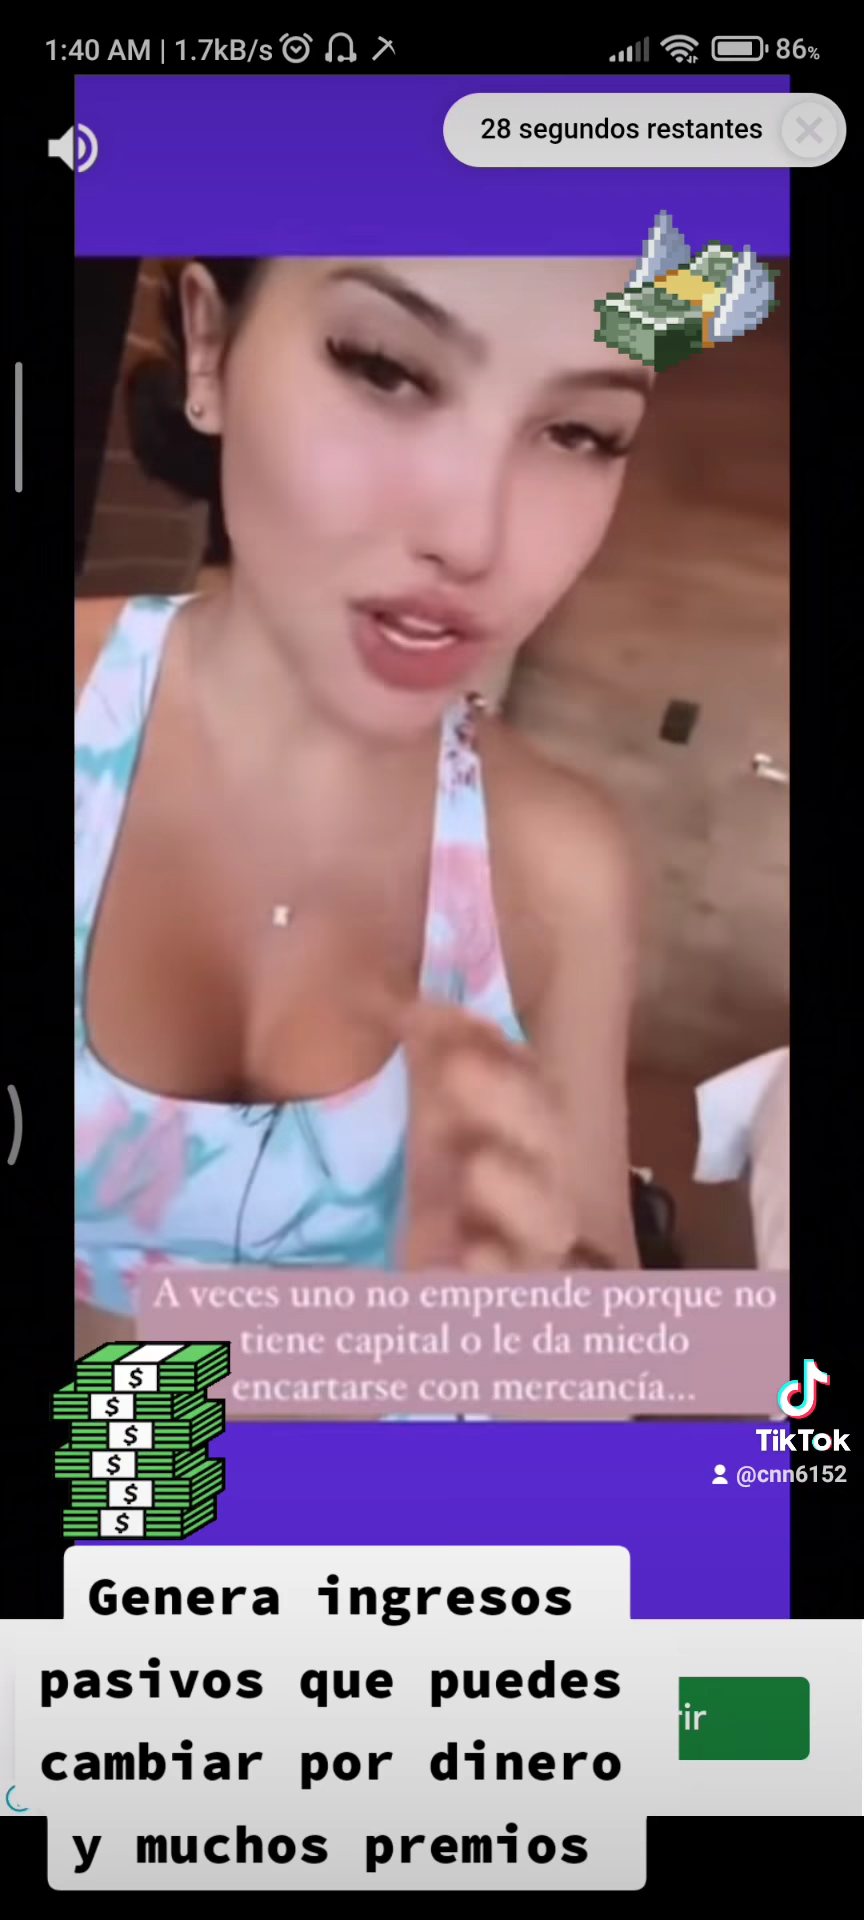 1:40 AM | 1.7kB/s
86%
28 segundos restantes
A veces uno no emprende porque no
tiene capital o le da miedo
encartarse con mercancía...
$
$
$
$
$
$
TikTok
@cnn6152
Genera ingresos
pasivos que puedes
rir
cambiar por dinero
y muchos premios